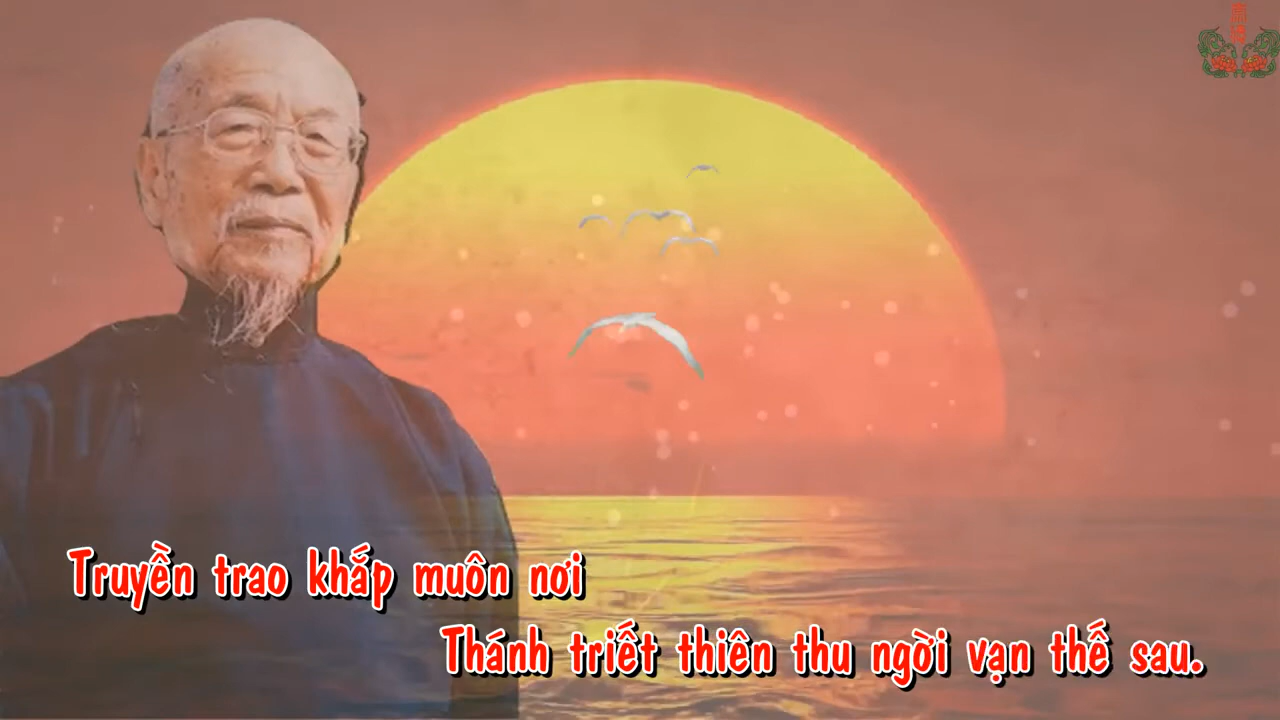 Truyền trao khắp muôn nơi
Thánh triết thiên thu ngời vạn thế sau.